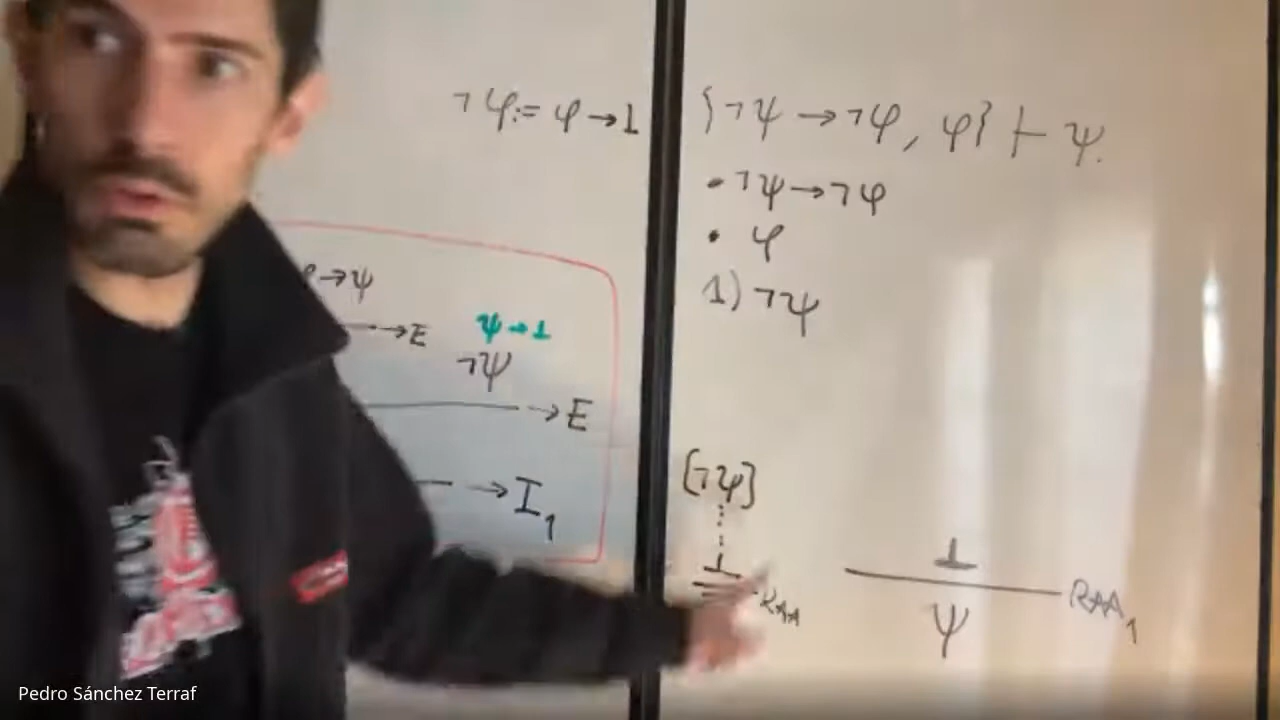 ¬φ := φ→⊥
φ→ψ
→E
ψ→⊥
¬ψ
→E
→I₁
{¬ψ→¬φ, φ} ⊢ ψ.
• ¬ψ→¬φ
• φ
1) ¬ψ
[¬ψ]
⋮
⊥
RAA
⊥
RAA₁
ψ
Pedro Sánchez Terraf